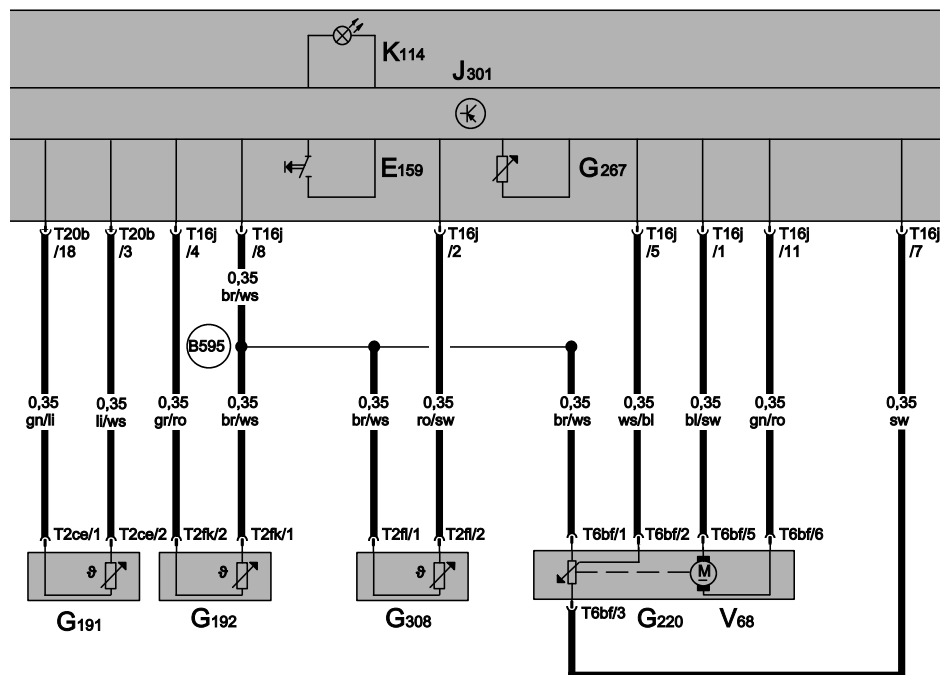 K114
J301
E159
G267
T20b
/18
T20b
/3
T16j
/4
T16j
/8
T16j
/2
T16j
/5
T16j
/1
T16j
/11
T16j
/7
0,35
br/ws
B595
0,35
gn/li
0,35
li/ws
0,35
gr/ro
0,35
br/ws
0,35
br/ws
0,35
ro/sw
0,35
br/ws
0,35
ws/bl
0,35
bl/sw
0,35
gn/ro
0,35
sw
T2ce/1
T2ce/2
T2fk/1
T2fk/2
T2fl/1
T2fl/2
T6bf/1
T6bf/2
T6bf/5
T6bf/6
ϑ
ϑ
ϑ
M
T6bf/3
G191
G192
G308
G220
V68